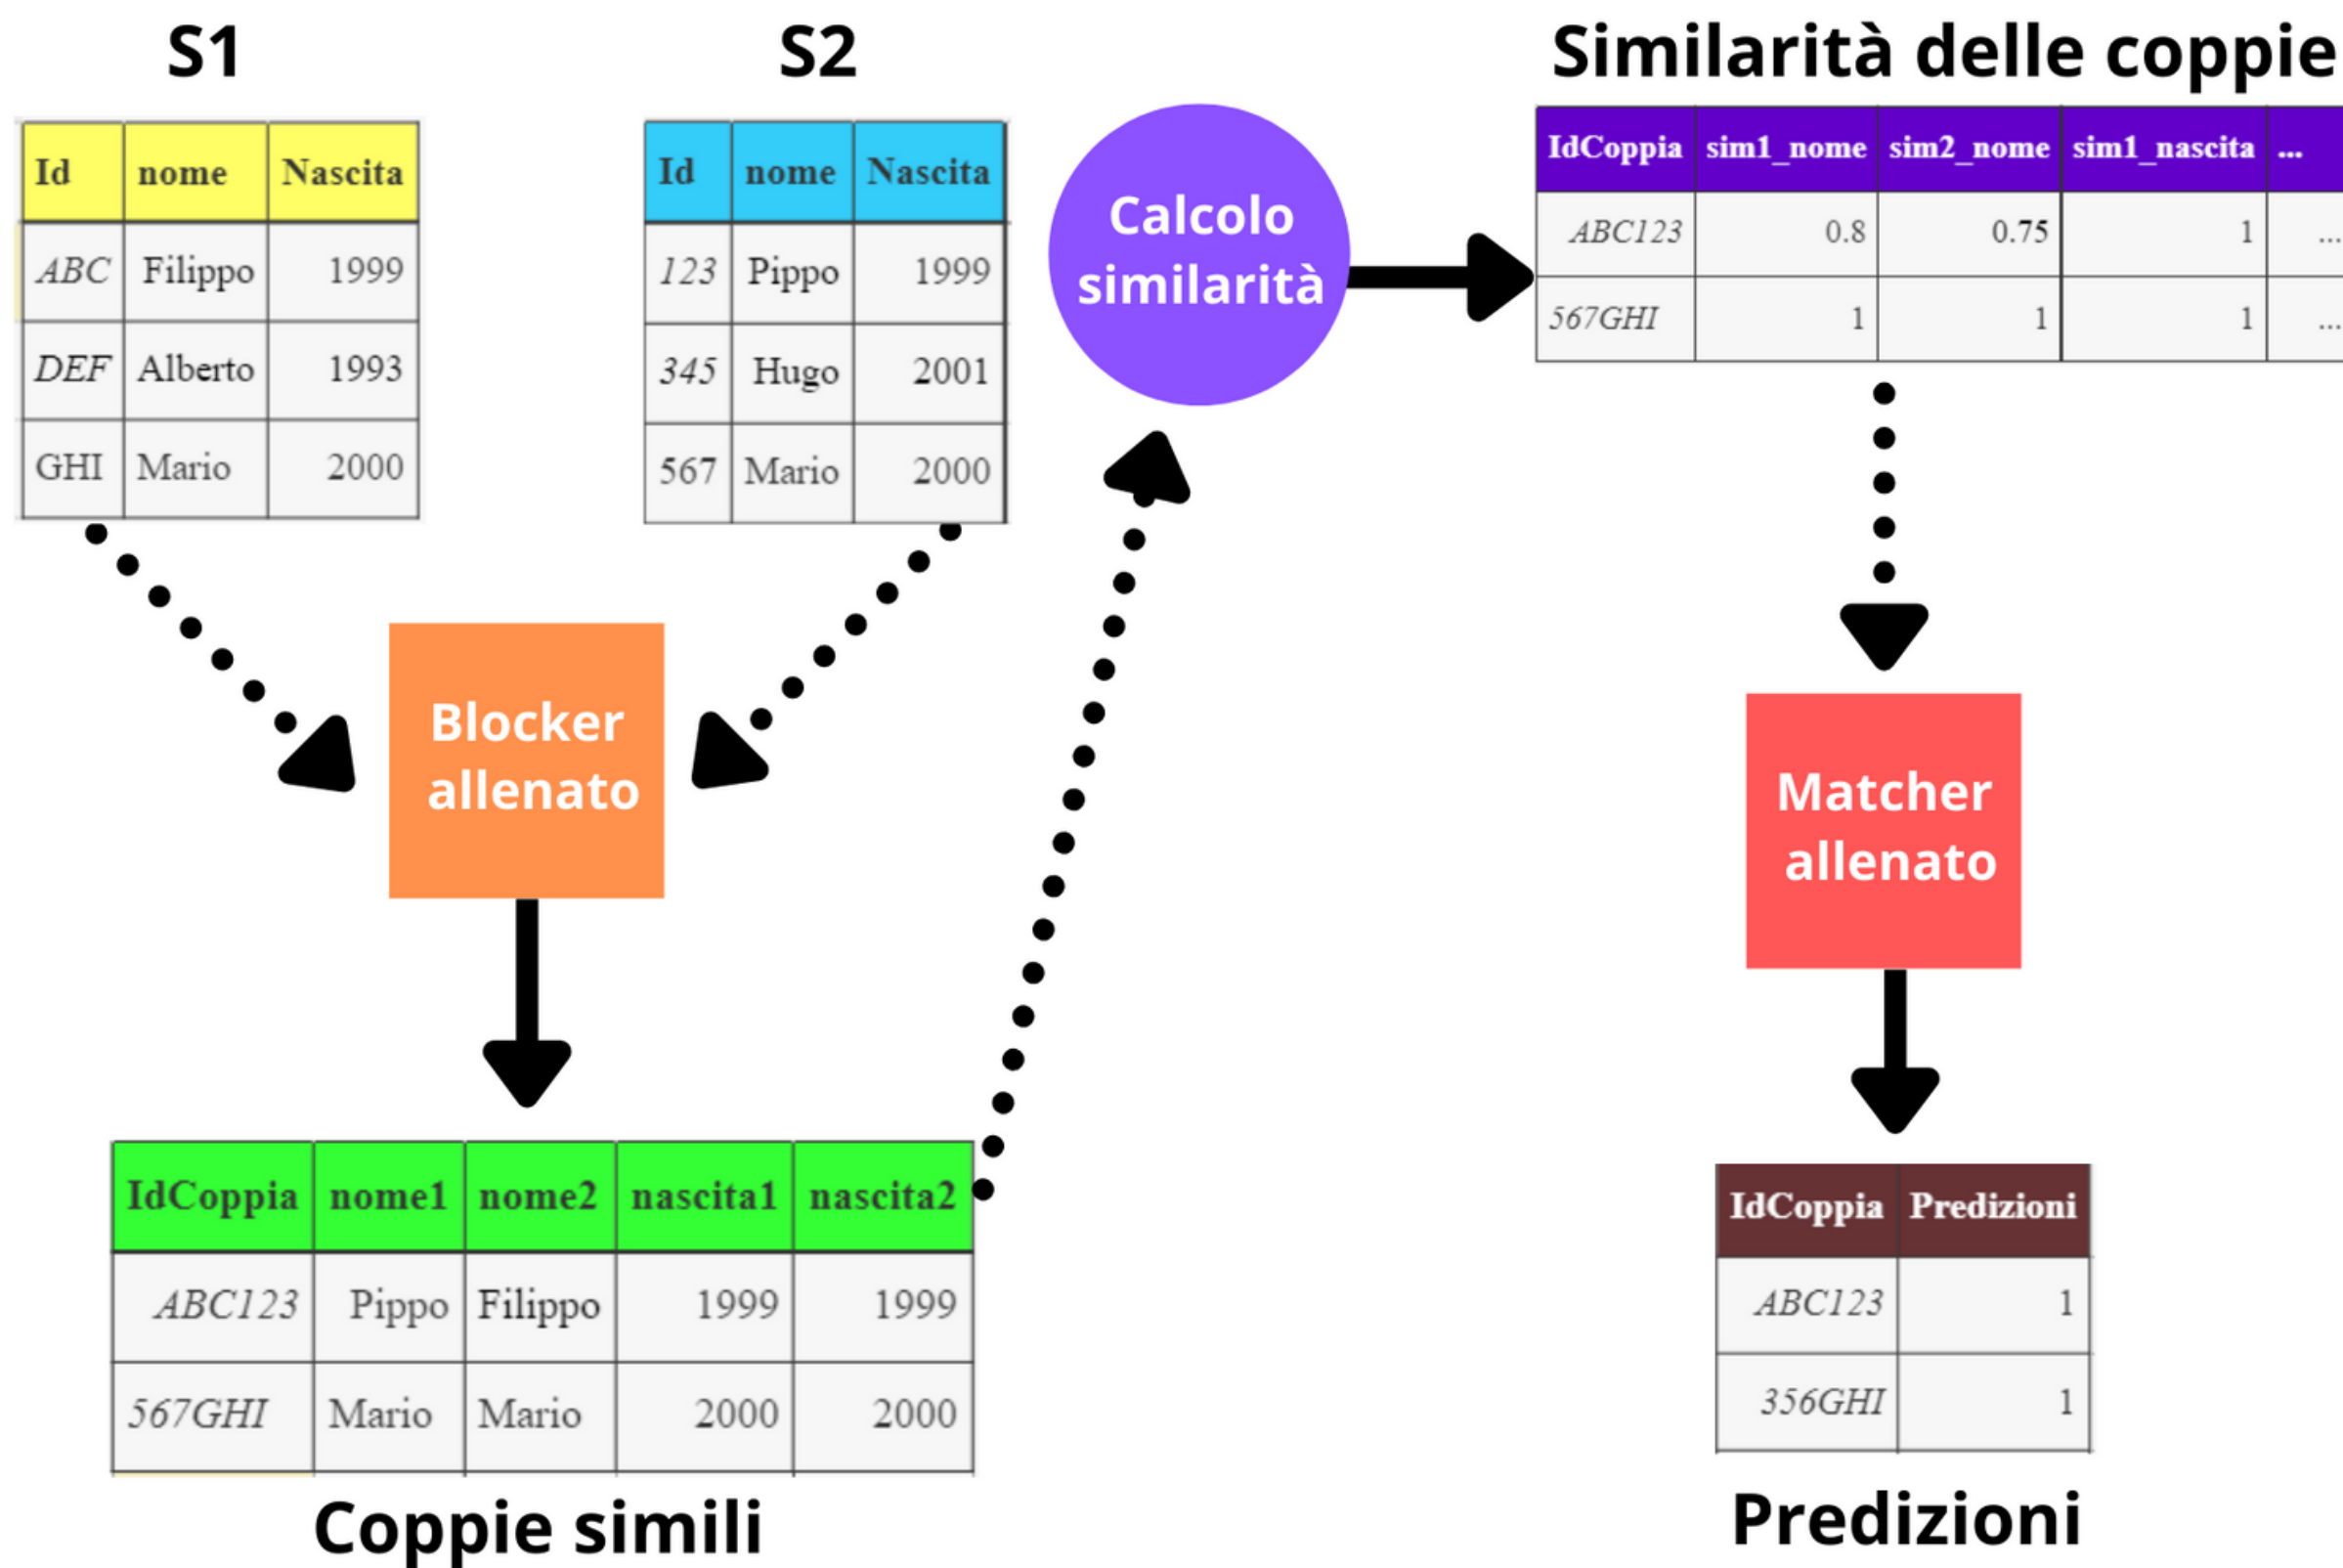 S1
Id nome Nascita
ABC Filippo 1999
DEF Alberto 1993
GHI Mario 2000
S2
Id nome Nascita
123 Pippo 1999
345 Hugo 2001
567 Mario 2000
Blocker
allenato
IdCoppia nome1 nome2 nascita1 nascita2
ABC123 Pippo Filippo 1999 1999
567GHI Mario Mario 2000 2000
Coppie simili
Calcolo
similarità
Similarità delle coppie
IdCoppia sim1_nome sim2_nome sim1_nascita ...
ABC123 0.8 0.75 1 ...
567GHI 1 1 1 ...
Matcher
allenato
IdCoppia Predizioni
ABC123 1
356GHI 1
Predizioni